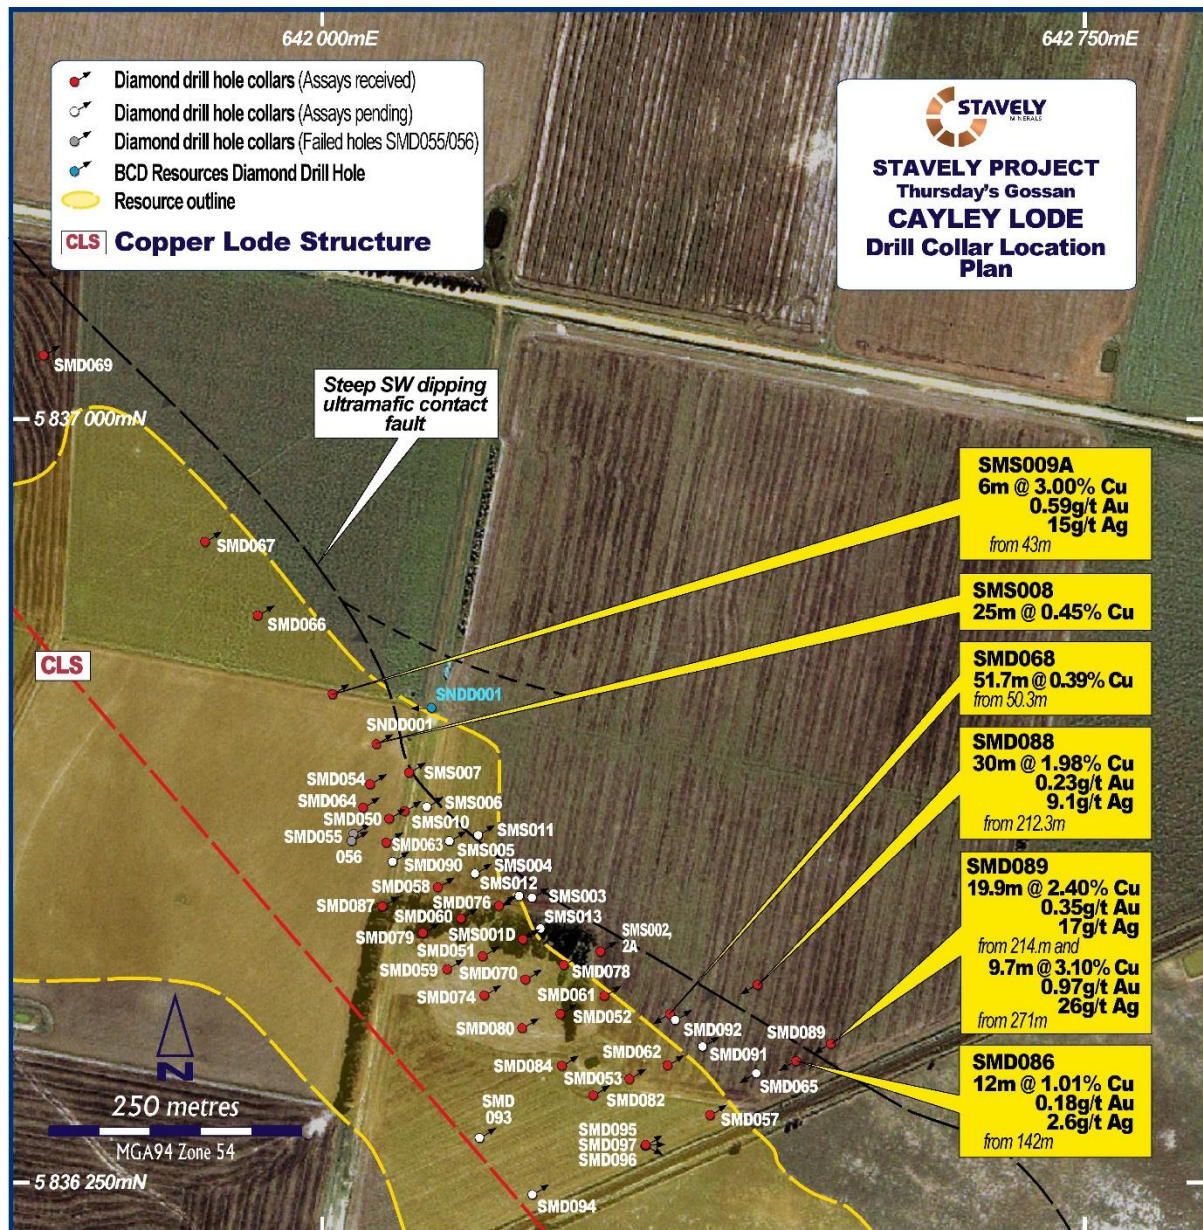 642 000mE
642 750mE
Diamond drill hole collars (Assays received)
Diamond drill hole collars (Assays pending)
Diamond drill hole collars (Failed holes SMD055/056)
BCD Resources Diamond Drill Hole
Resource outline
CLS Copper Lode Structure
STAVELY
MINERALS
STAVELY PROJECT
Thursday's Gossan
CAYLEY LODE
Drill Collar Location
Plan
SMD069
Steep SW dipping
ultramafic contact
fault
5 837 000mN
SMS009A
6m @ 3.00% Cu
0.59g/t Au
15g/t Ag
from 43m
SMD067
SMS008
25m @ 0.45% Cu
SMD066
CLS
SMD068
51.7m @ 0.39% Cu
from 50.3m
SNDD001
SNDD001
SMD088
30m @ 1.98% Cu
0.23g/t Au
9.1g/t Ag
from 212.3m
SMS007
SMD054
SMD064
SMS006
SMD050
SMS010
SMD055
056
SMS011
SMD063
SMS005
SMD090
SMS004
SMD058
SMS012
SMD089
19.9m @ 2.40% Cu
0.35g/t Au
17g/t Ag
from 214.m and
9.7m @ 3.10% Cu
0.97g/t Au
26g/t Ag
from 271m
SMD087
SMD076
SMS003
SMD060
SMS013
SMD079
SMS001D
SMS002,
2A
SMD051
SMD059
SMD070
SMD078
SMD074
SMD061
SMD052
SMD080
SMD092
SMD089
SMD091
SMD062
SMD084
SMD053
SMD065
SMD086
12m @ 1.01% Cu
0.18g/t Au
2.6g/t Ag
from 142m
SMD082
SMD057
SMD
093
SMD095
SMD097
SMD096
N
250 metres
MGA94 Zone 54
5 836 250mN
SMD094